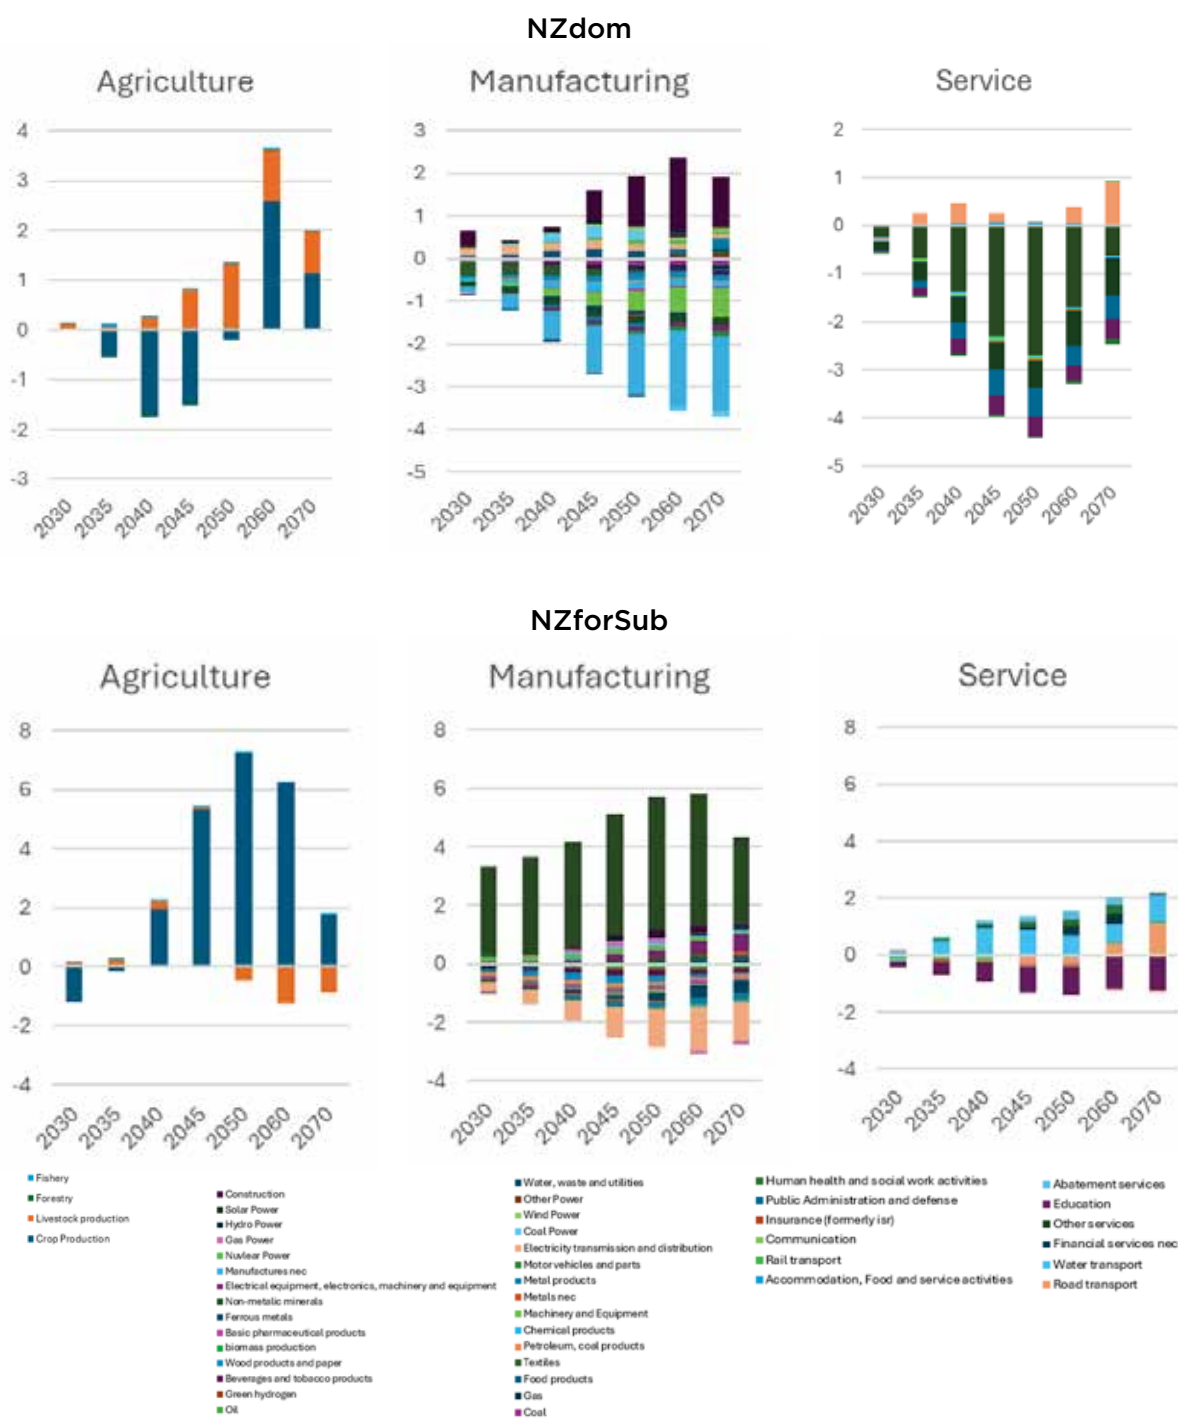 NZdom
Agriculture
Manufacturing
Service
4
3
2
1
0
-1
-2
-3
2030
2035
2040
2045
2050
2060
2070
3
2
1
0
-1
-2
-3
-4
-5
2030
2035
2040
2045
2050
2060
2070
2
1
0
-1
-2
-3
-4
-5
2030
2035
2040
2045
2050
2060
2070
NZforSub
Agriculture
Manufacturing
Service
8
6
4
2
0
-2
-4
2030
2035
2040
2045
2050
2060
2070
8
6
4
2
0
-2
-4
2030
2035
2040
2045
2050
2060
2070
8
6
4
2
0
-2
-4
2030
2035
2040
2045
2050
2060
2070
Fishery
Forestry
Livestock production
Crop Production
Construction
Solar Power
Hydro Power
Gas Power
Nuvlear Power
Manufactures nec
Electrical equipment, electronics, machinery and equipment
Non-metalic minerals
Ferrous metals
Basic pharmaceutical products
biomass production
Wood products and paper
Beverages and tobacco products
Green hydrogen
Oil
Water, waste and utilities
Other Power
Wind Power
Coal Power
Electricity transmission and distribution
Motor vehicles and parts
Metal products
Metals nec
Machinery and Equipment
Chemical products
Petroleum, coal products
Textiles
Food products
Gas
Coal
Human health and social work activities
Public Administration and defense
Insurance (formerly isr)
Communication
Rail transport
Accommodation, Food and service activities
Abatement services
Education
Other services
Financial services nec
Water transport
Road transport